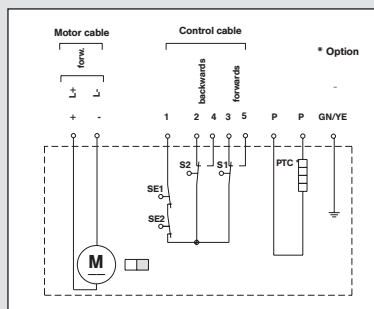 Motor cable
Control cable
* Option
forw.
backwards
forwards
L+
L-
-
+
-
1
2
4
3
5
P
P
GN/YE
S2
S1
PTC *
SE1
SE2
M